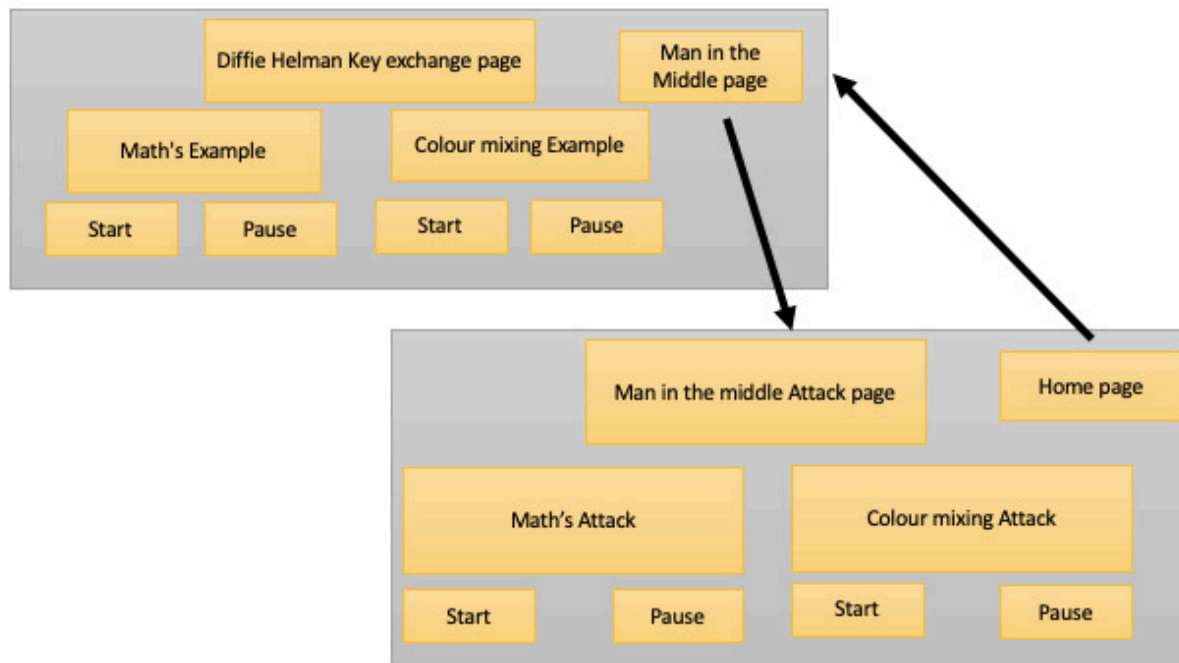 Diffie Helman Key exchange page
Man in the
Middle page
Math's Example
Colour mixing Example
Start
Pause
Start
Pause
Man in the middle Attack page
Home page
Math’s Attack
Colour mixing Attack
Start
Pause
Start
Pause